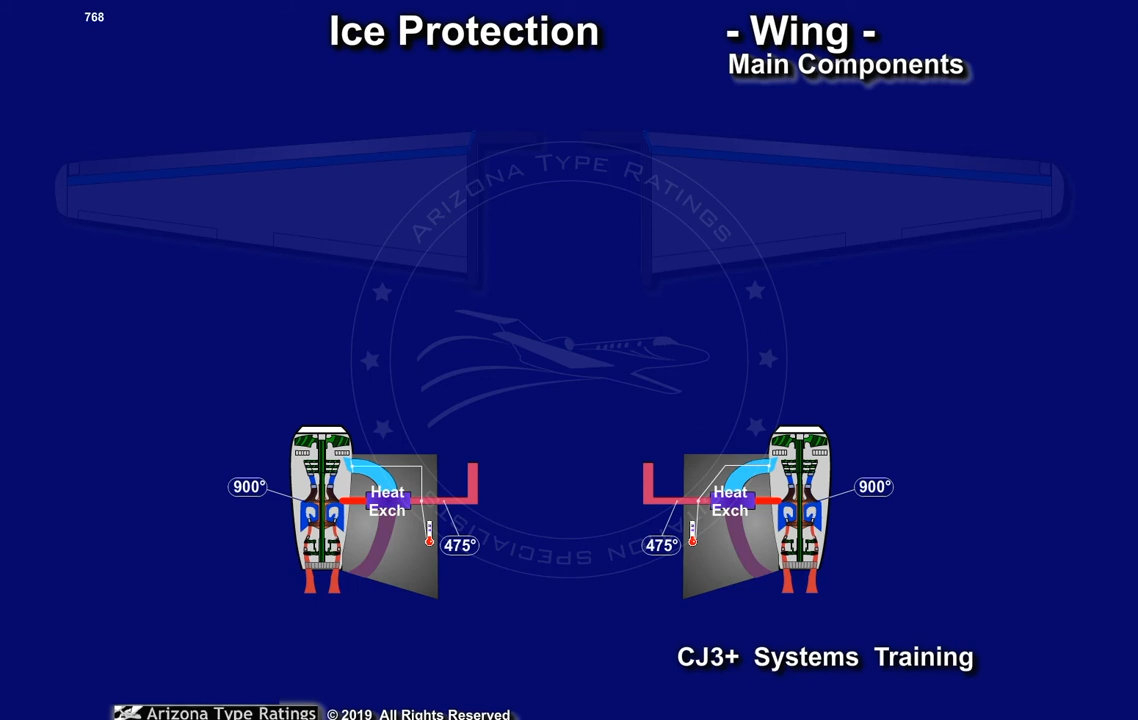 768
Ice Protection - Wing -
Main Components
ARIZONA TYPE RATINGS
900°
Heat
Exch
475°
Heat
Exch
475°
900°
CJ3+ Systems Training
Arizona Type Ratings © 2019 All Rights Reserved